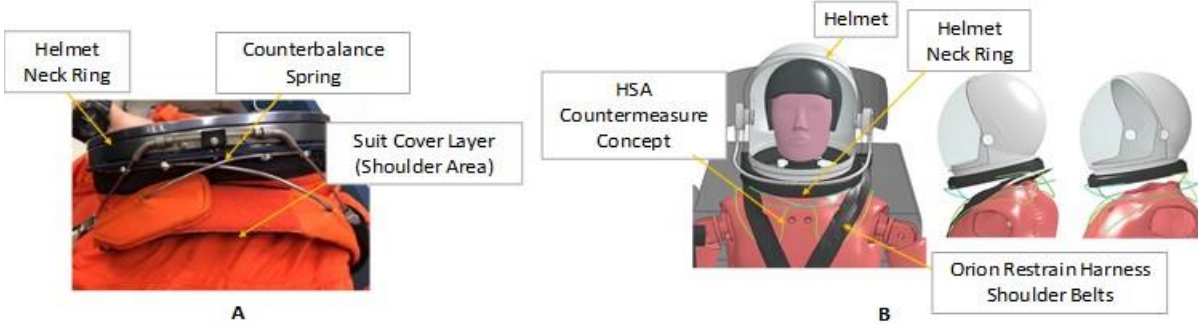 Helmet
Neck Ring
Counterbalance
Spring
Suit Cover Layer
(Shoulder Area)
A
Helmet
Helmet
Neck Ring
HSA
Countermeasure
Concept
Orion Restrain Harness
Shoulder Belts
B